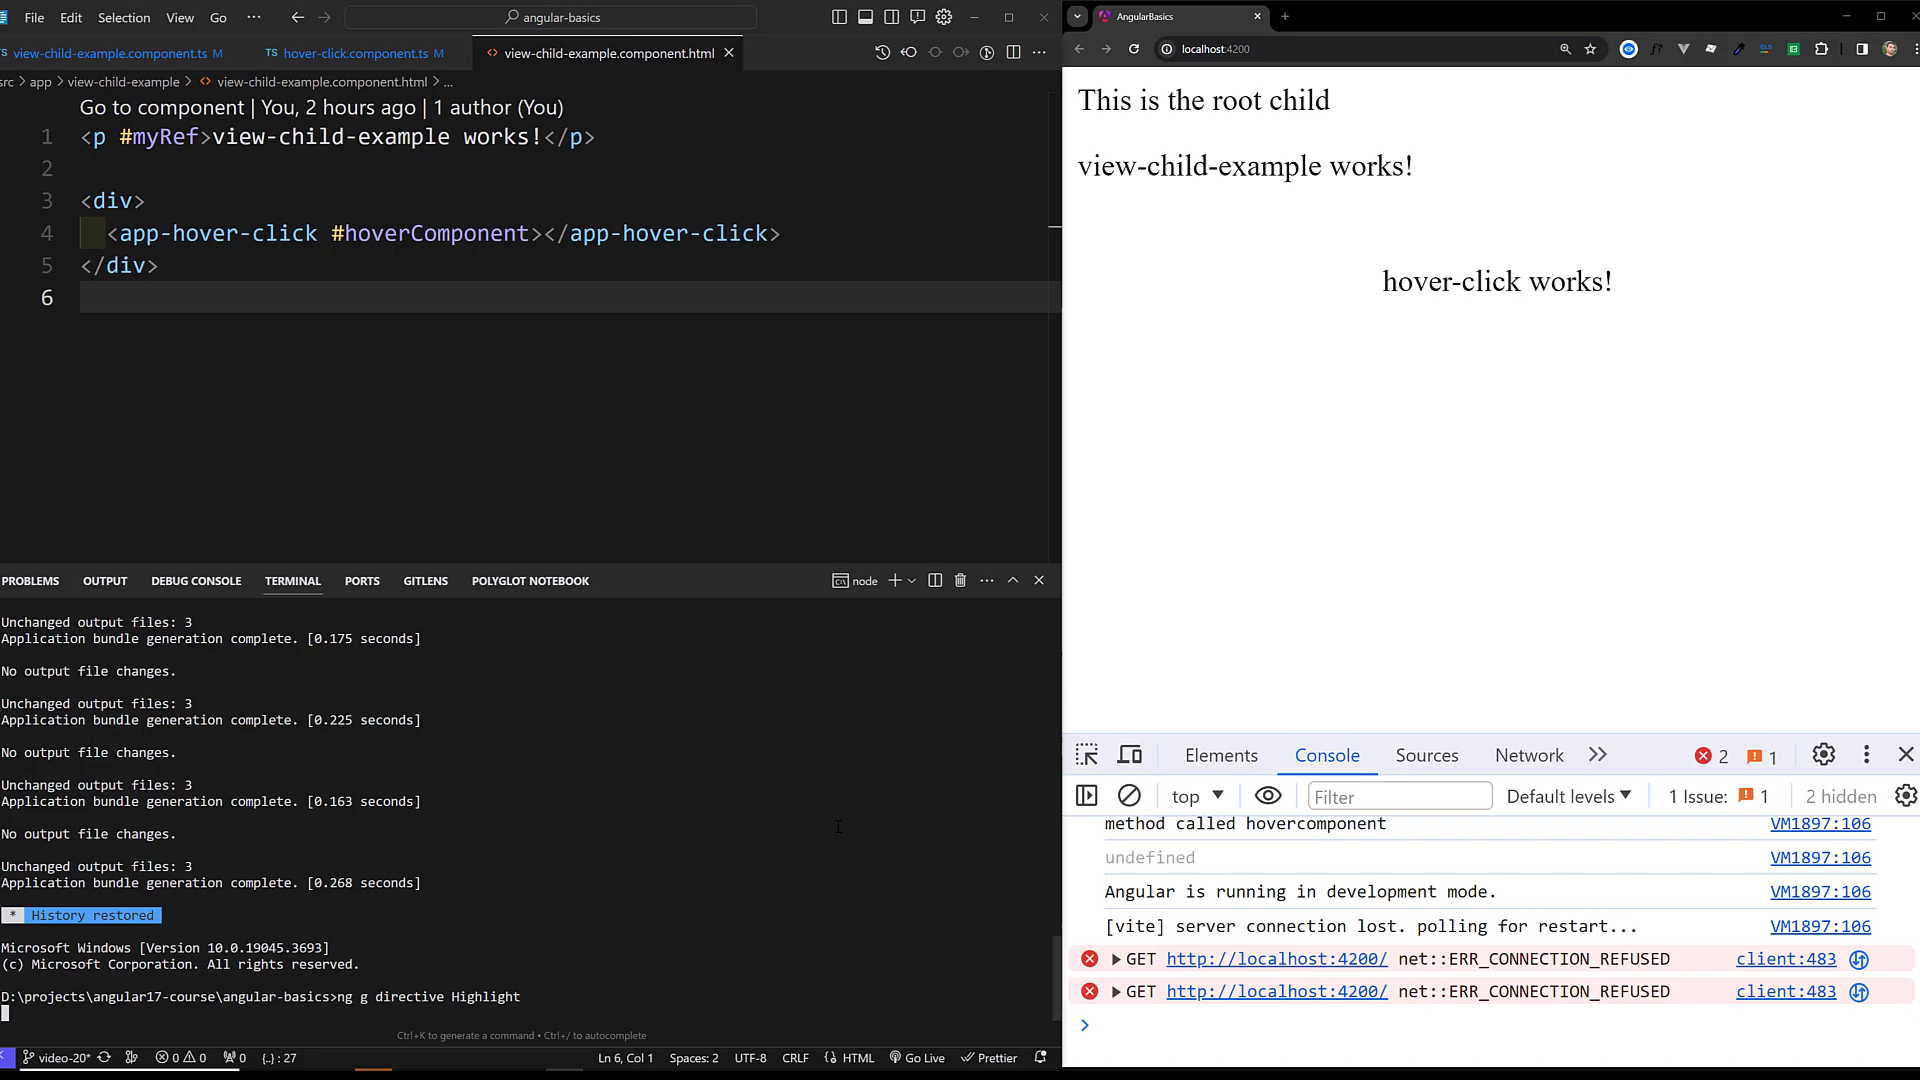 File Edit Selection View Go ··· angular-basics
view-child-example.component.ts M
TS hover-click.component.ts M
<> view-child-example.component.html
src > app > view-child-example > <> view-child-example.component.html > ...
Go to component | You, 2 hours ago | 1 author (You)
1 <p #myRef>view-child-example works!</p>
2
3 <div>
4 <app-hover-click #hoverComponent></app-hover-click>
5 </div>
6
PROBLEMS OUTPUT DEBUG CONSOLE TERMINAL PORTS GITLENS POLYGLOT NOTEBOOK node
Unchanged output files: 3
Application bundle generation complete. [0.175 seconds]
No output file changes.
Unchanged output files: 3
Application bundle generation complete. [0.225 seconds]
No output file changes.
Unchanged output files: 3
Application bundle generation complete. [0.163 seconds]
No output file changes.
Unchanged output files: 3
Application bundle generation complete. [0.268 seconds]
* History restored
Microsoft Windows [Version 10.0.19045.3693]
(c) Microsoft Corporation. All rights reserved.
D:\projects\angular17-course\angular-basics>ng g directive Highlight
Ctrl+K to generate a command • Ctrl+/ to autocomplete
video-20* 0 0 0 {..} : 27 Ln 6, Col 1 Spaces: 2 UTF-8 CRLF HTML Go Live Prettier
AngularBasics
localhost:4200
This is the root child
view-child-example works!
hover-click works!
Elements Console Sources Network 2 1
top Filter Default levels 1 Issue: 1 2 hidden
method called hovercomponent VM1897:106
undefined VM1897:106
Angular is running in development mode. VM1897:106
[vite] server connection lost. polling for restart... VM1897:106
GET http://localhost:4200/ net::ERR_CONNECTION_REFUSED client:483
GET http://localhost:4200/ net::ERR_CONNECTION_REFUSED client:483